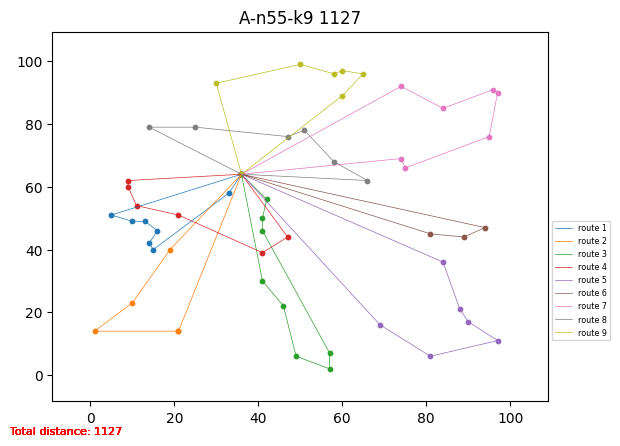 A-n55-k9 1127
100
80
60
40
20
0
0 20 40 60 80 100
route 1
route 2
route 3
route 4
route 5
route 6
route 7
route 8
route 9
Total distance: 1127